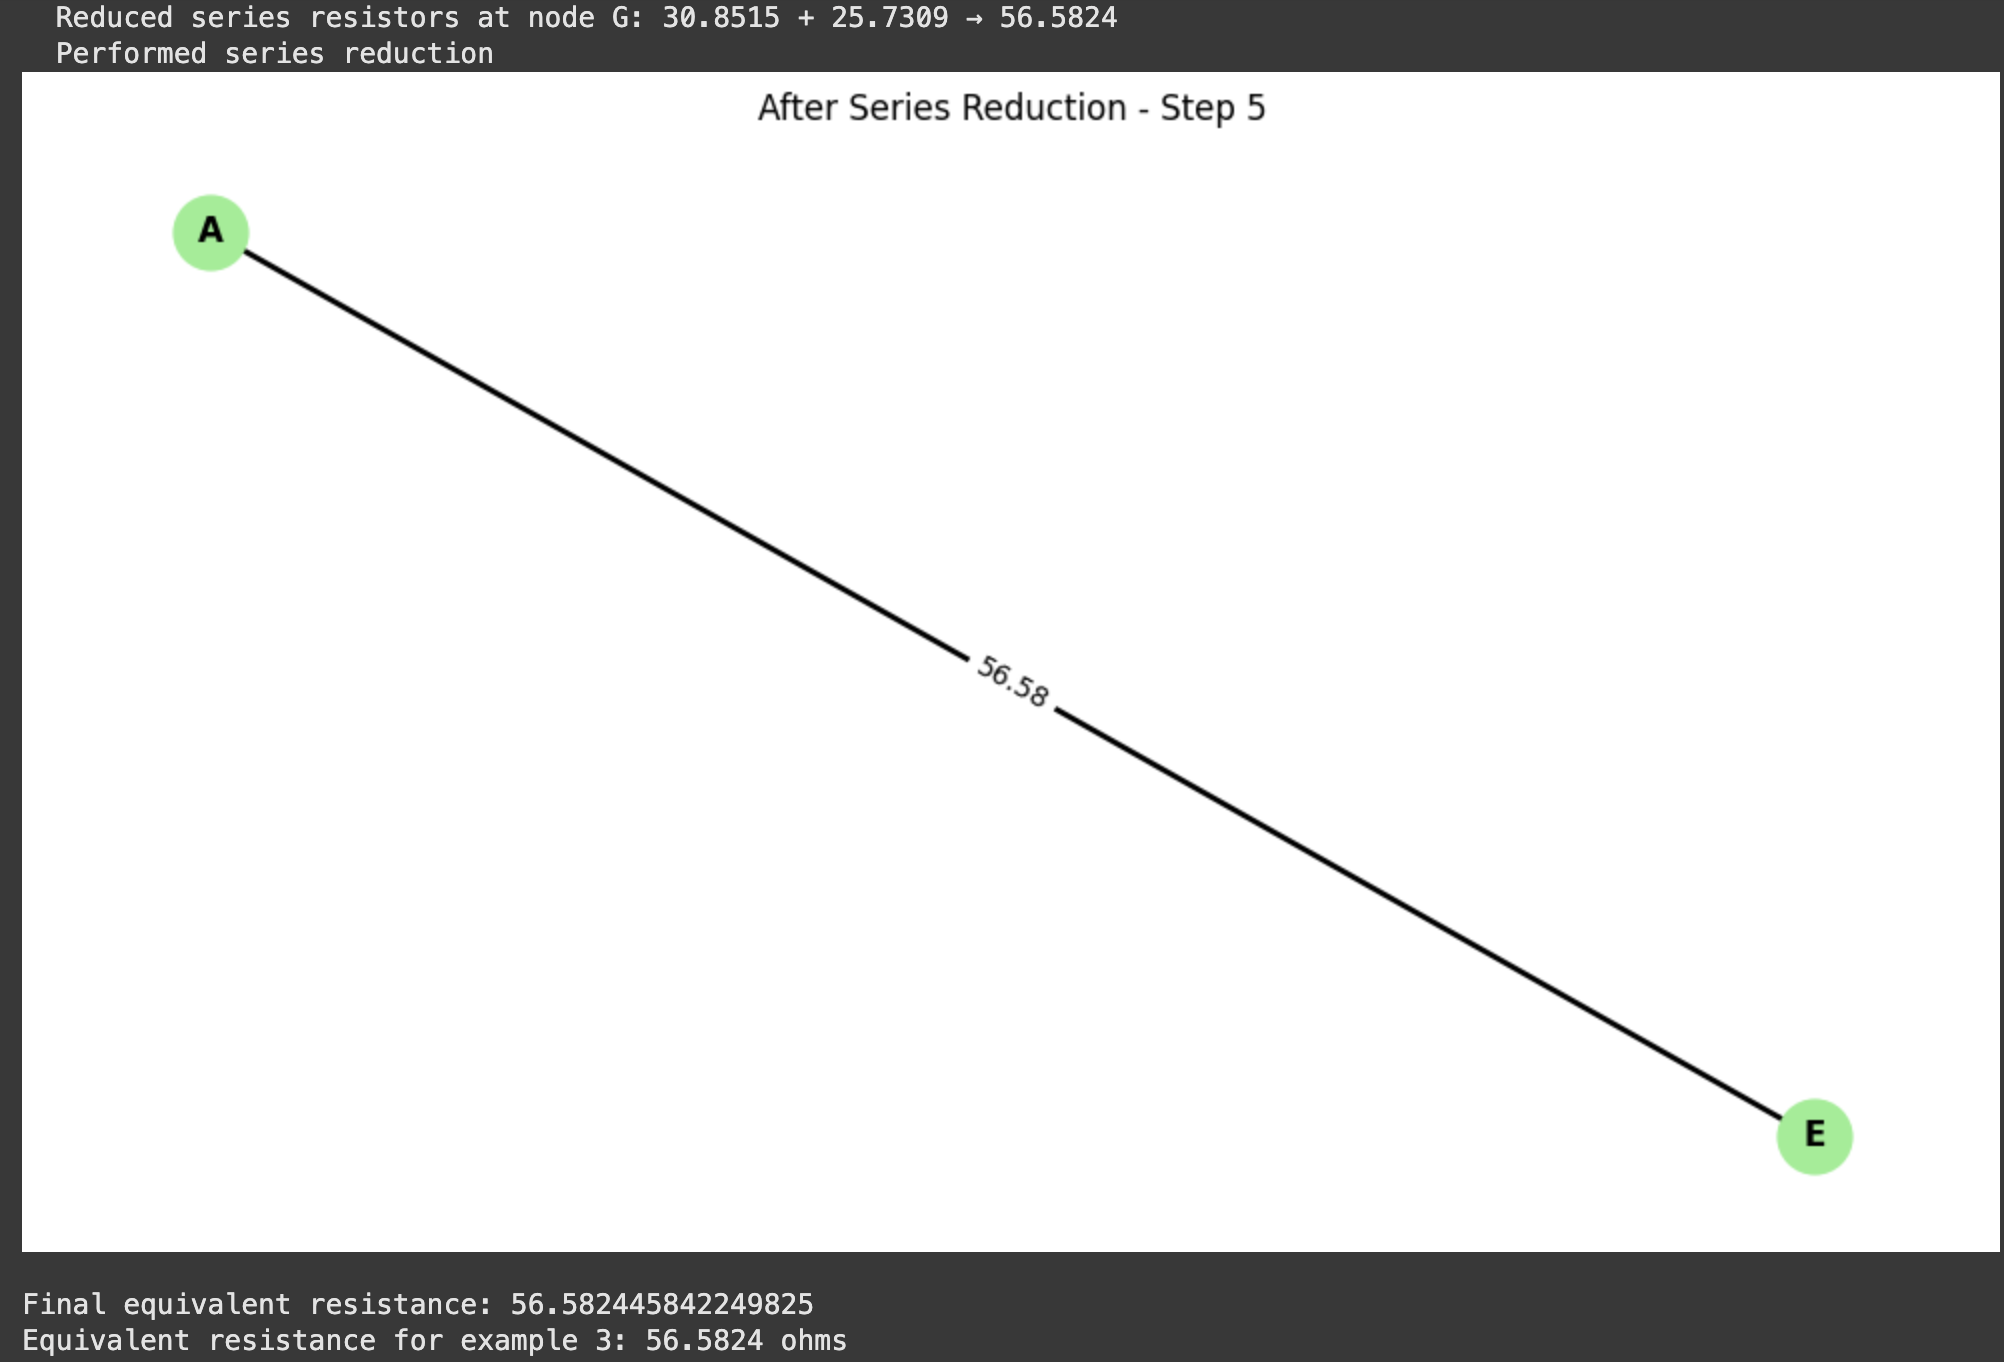 Reduced series resistors at node G: 30.8515 + 25.7309 → 56.5824
Performed series reduction
After Series Reduction - Step 5
A
56.58
E
Final equivalent resistance: 56.582445842249825
Equivalent resistance for example 3: 56.5824 ohms